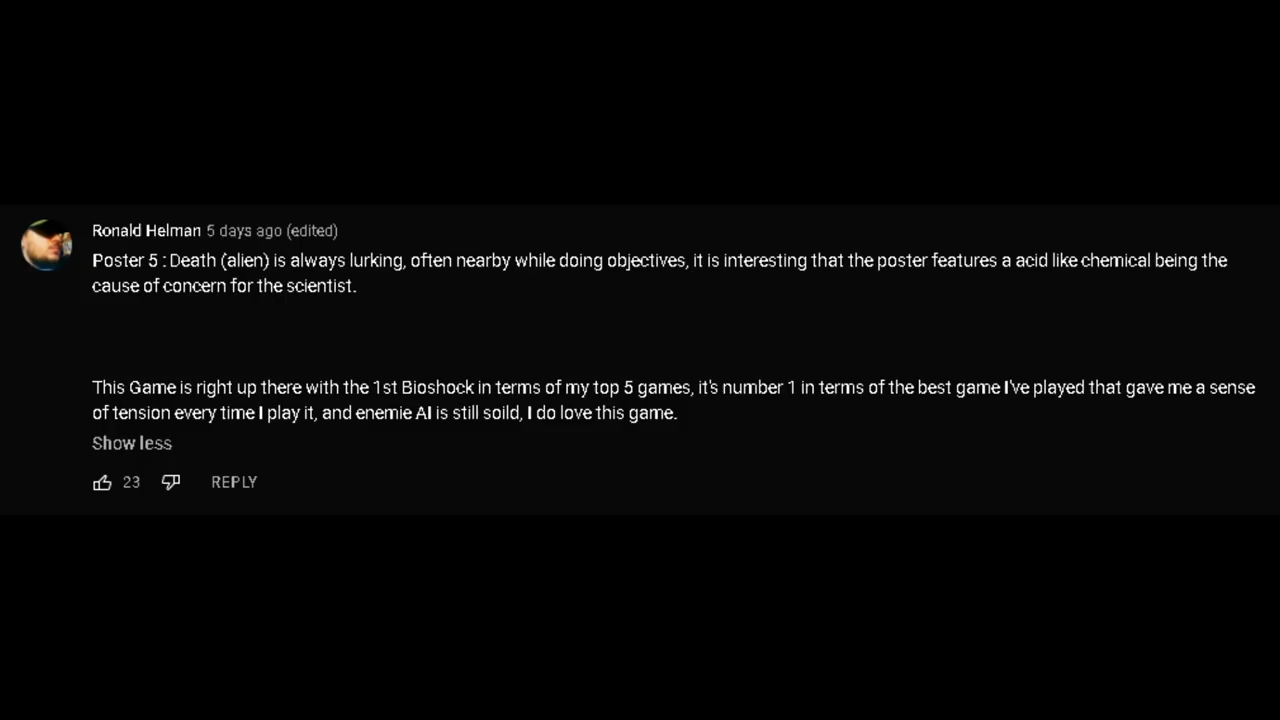 Ronald Helman 5 days ago (edited)
Poster 5 : Death (alien) is always lurking, often nearby while doing objectives, it is interesting that the poster features a acid like chemical being the
cause of concern for the scientist.
This Game is right up there with the 1st Bioshock in terms of my top 5 games, it's number 1 in terms of the best game I've played that gave me a sense
of tension every time I play it, and enemie AI is still soild, I do love this game.
Show less
23 REPLY